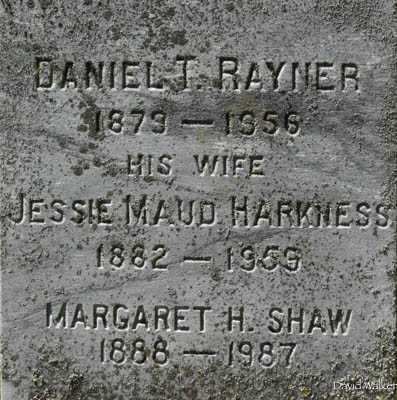 DANIEL T. RAYNER
1879 — 1956
HIS WIFE
JESSIE MAUD HARKNESS
1882 — 1959
MARGARET H. SHAW
1888 — 1987
David Walker